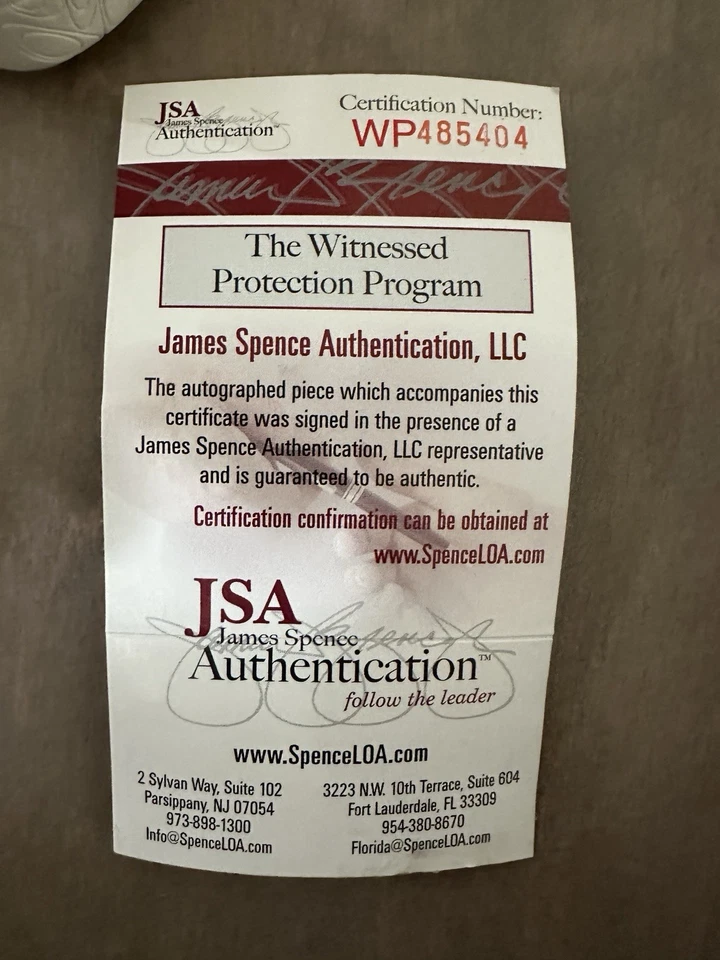 JSA
James Spence
Authentication™
Certification Number:
WP485404
James Spence
The Witnessed
Protection Program
James Spence Authentication, LLC
The autographed piece which accompanies this
certificate was signed in the presence of a
James Spence Authentication, LLC representative
and is guaranteed to be authentic.
Certification confirmation can be obtained at
www.SpenceLOA.com
JSA
James Spence
Authentication™
follow the leader
www.SpenceLOA.com
2 Sylvan Way, Suite 102
Parsippany, NJ 07054
973-898-1300
Info@SpenceLOA.com
3223 N.W. 10th Terrace, Suite 604
Fort Lauderdale, FL 33309
954-380-8670
Florida@SpenceLOA.com